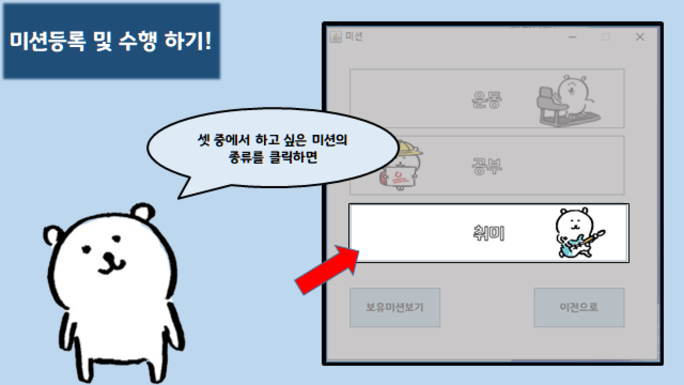 미션등록 및 수행 하기!
미션
운동
셋 중에서 하고 싶은 미션의
종류를 클릭하면
공부
취미
보유미션보기
이전으로